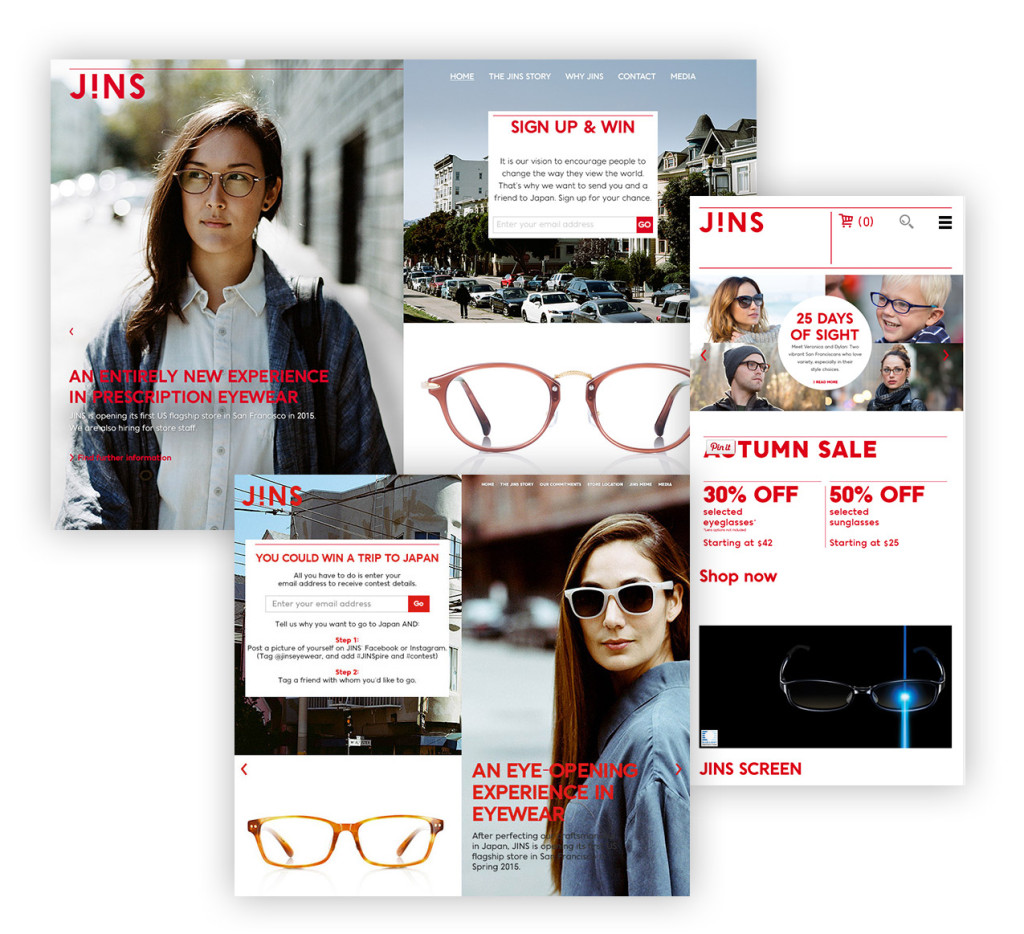 J!NS
HOME THE JINS STORY WHY JINS CONTACT MEDIA
SIGN UP & WIN
It is our vision to encourage people to
change the way they view the world.
That's why we want to send you and a
friend to Japan. Sign up for your chance.
Enter your email address GO
AN ENTIRELY NEW EXPERIENCE
IN PRESCRIPTION EYEWEAR
JINS is opening its first US flagship store in San Francisco in 2015.
We are also hiring for store staff.
further information
J!NS
(0)
25 DAYS
OF SIGHT
Meet Veronica and Dylan: Two
vibrant San Franciscans who love
variety, especially in their
style choices.
READ MORE
Pin it
AUTUMN SALE
30% OFF
selected
eyeglasses*
Starting at $42
50% OFF
selected
sunglasses
Starting at $25
Shop now
JINS SCREEN
J!NS
HOME THE JINS STORY OUR COMMITMENTS STORE LOCATION JINS MEME MEDIA
YOU COULD WIN A TRIP TO JAPAN
All you have to do is enter your
email address to receive contest details.
Enter your email address Go
Tell us why you want to go to Japan AND:
Step 1:
Post a picture of yourself on JINS' Facebook or Instagram.
(Tag @jinseyewear, and add #JINSpire and #contest)
Step 2:
Tag a friend with whom you'd like to go.
AN EYE-OPENING
EXPERIENCE IN
EYEWEAR
After perfecting our
in Japan, JINS is opening its
flagship store in San Francisco
Spring 2015.